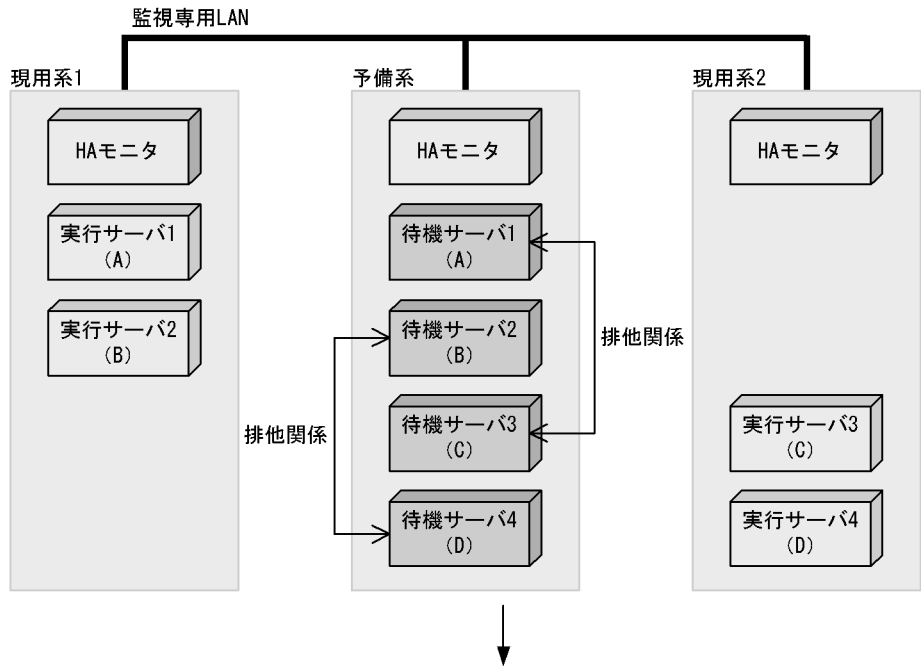 監視専用LAN
現用系1
予備系
現用系2
HAモニタ
HAモニタ
HAモニタ
実行サーバ1
(A)
待機サーバ1
(A)
実行サーバ2
(B)
待機サーバ2
(B)
排他関係
排他関係
待機サーバ3
(C)
実行サーバ3
(C)
待機サーバ4
(D)
実行サーバ4
(D)